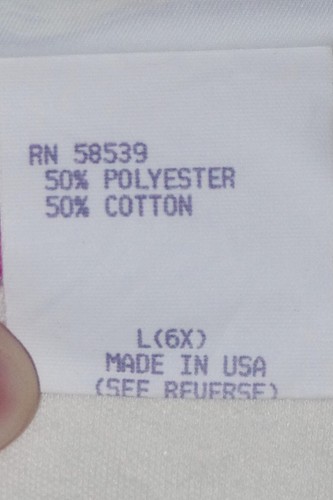 RN 58539
50% POLYESTER
50% COTTON
L(6X)
MADE IN USA
(SEE REVERSE)